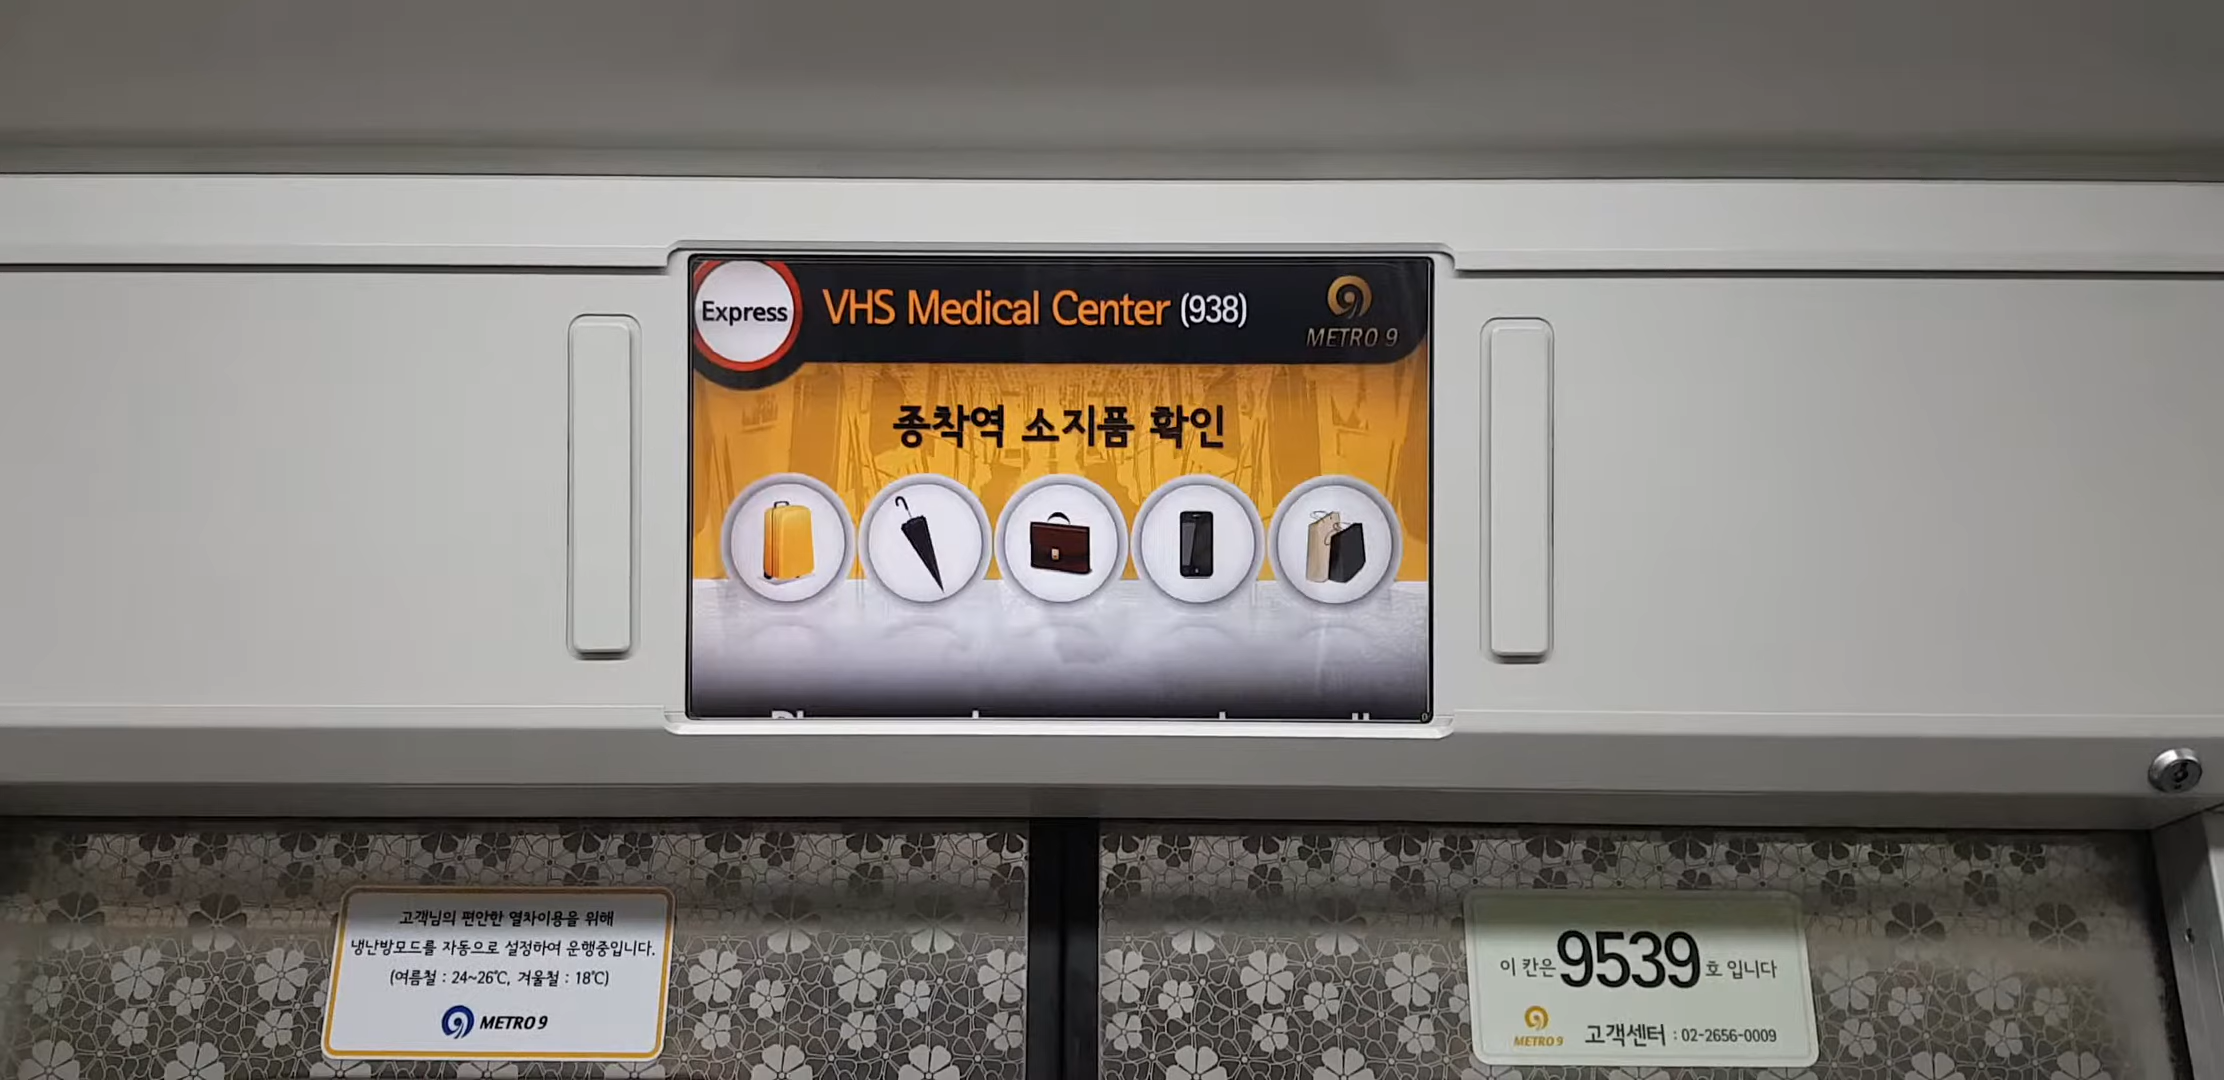 Express
VHS Medical Center (938)
METRO 9
종착역 소지품 확인
고객님의 편안한 열차이용을 위해
냉난방모드를 자동으로 설정하여 운행중입니다.
(여름철 : 24~26℃, 겨울철 : 18℃)
METRO 9
이 칸은 9539 호 입니다
METRO 9 고객센터 : 02-2656-0009